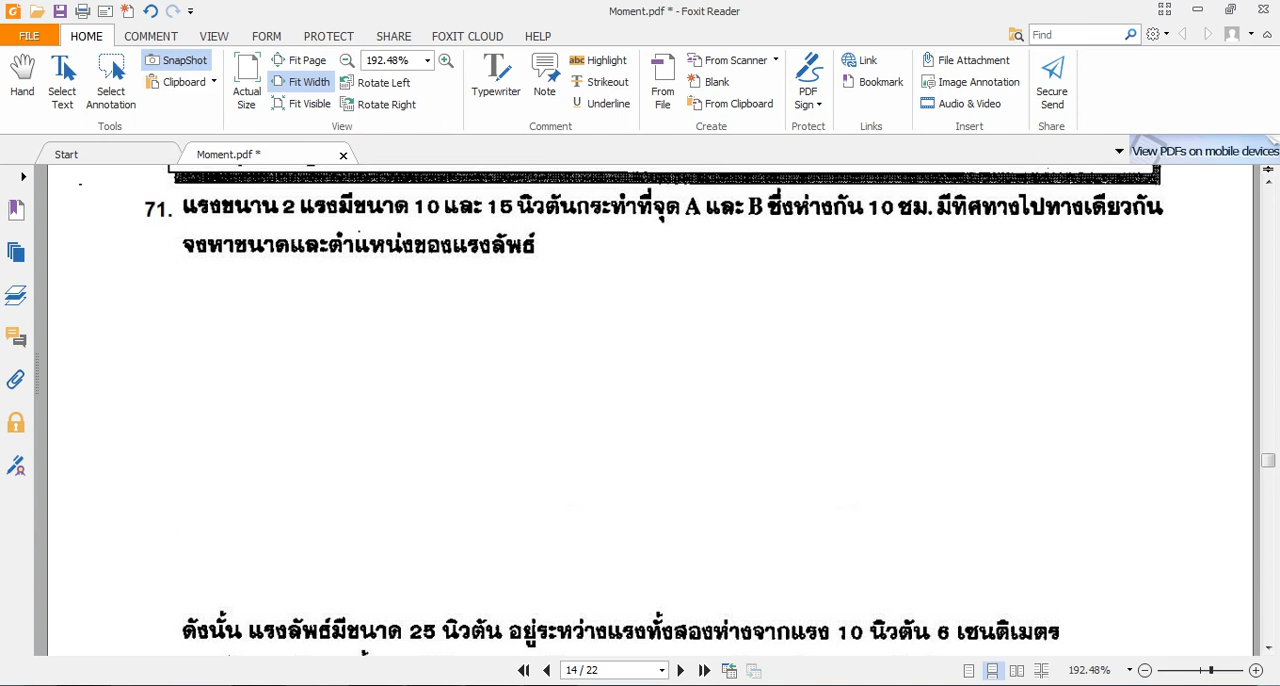 Moment.pdf * - Foxit Reader
FILE HOME COMMENT VIEW FORM PROTECT SHARE FOXIT CLOUD HELP Find
SnapShot Fit Page 192.48% abc Highlight From Scanner Link File Attachment
Hand Select Text Select Annotation Clipboard Actual Size Fit Width Rotate Left Typewriter Note Strikeout From File Blank PDF Sign Bookmark Image Annotation Secure Send
Fit Visible Rotate Right Underline From Clipboard Audio & Video
Tools View Comment Create Protect Links Insert Share
Start Moment.pdf * View PDFs on mobile devices
71. แรงขนาน 2 แรงมีขนาด 10 และ 15 นิวตันกระทำที่จุด A และ B ซึ่งห่างกัน 10 ซม. มีทิศทางไปทางเดียวกัน
จงหาขนาดและตำแหน่งของแรงลัพธ์
ดังนั้น แรงลัพธ์มีขนาด 25 นิวตัน อยู่ระหว่างแรงทั้งสองห่างจากแรง 10 นิวตัน 6 เซนติเมตร
14 / 22 192.48%